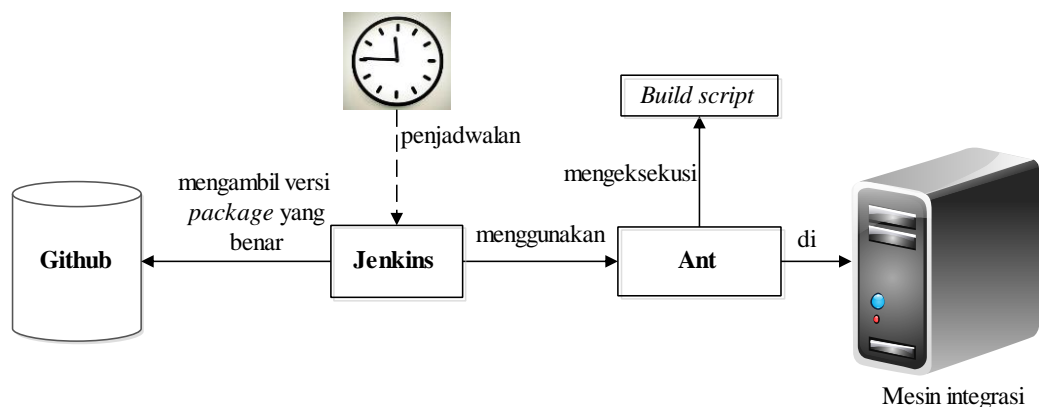 Build script
penjadwalan
mengeksekusi
mengambil versi
package yang
benar
menggunakan
di
Github
Jenkins
Ant
Mesin integrasi